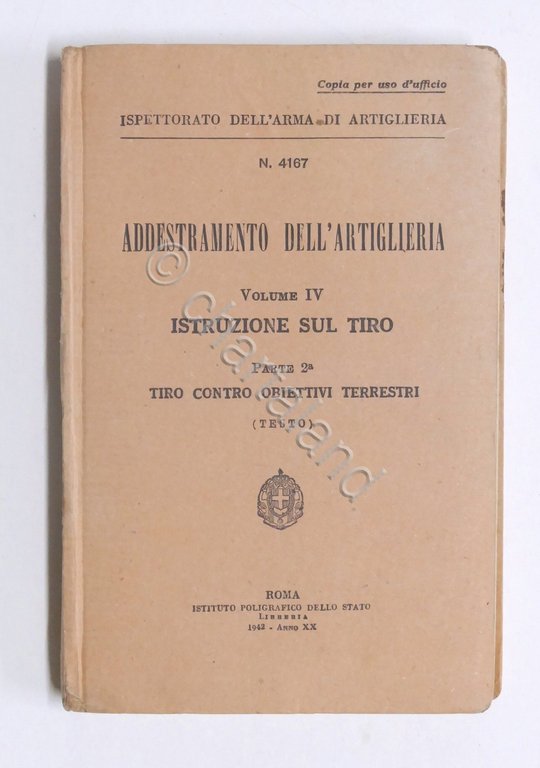 Copia per uso d'ufficio
ISPETTORATO DELL'ARMA DI ARTIGLIERIA
N. 4167
ADDESTRAMENTO DELL'ARTIGLIERIA
VOLUME IV
ISTRUZIONE SUL TIRO
PARTE 2ª
TIRO CONTRO OBIETTIVI TERRESTRI
(TESTO)
ROMA
ISTITUTO POLIGRAFICO DELLO STATO
LIBRERIA
1942 - ANNO XX
© chartaland.